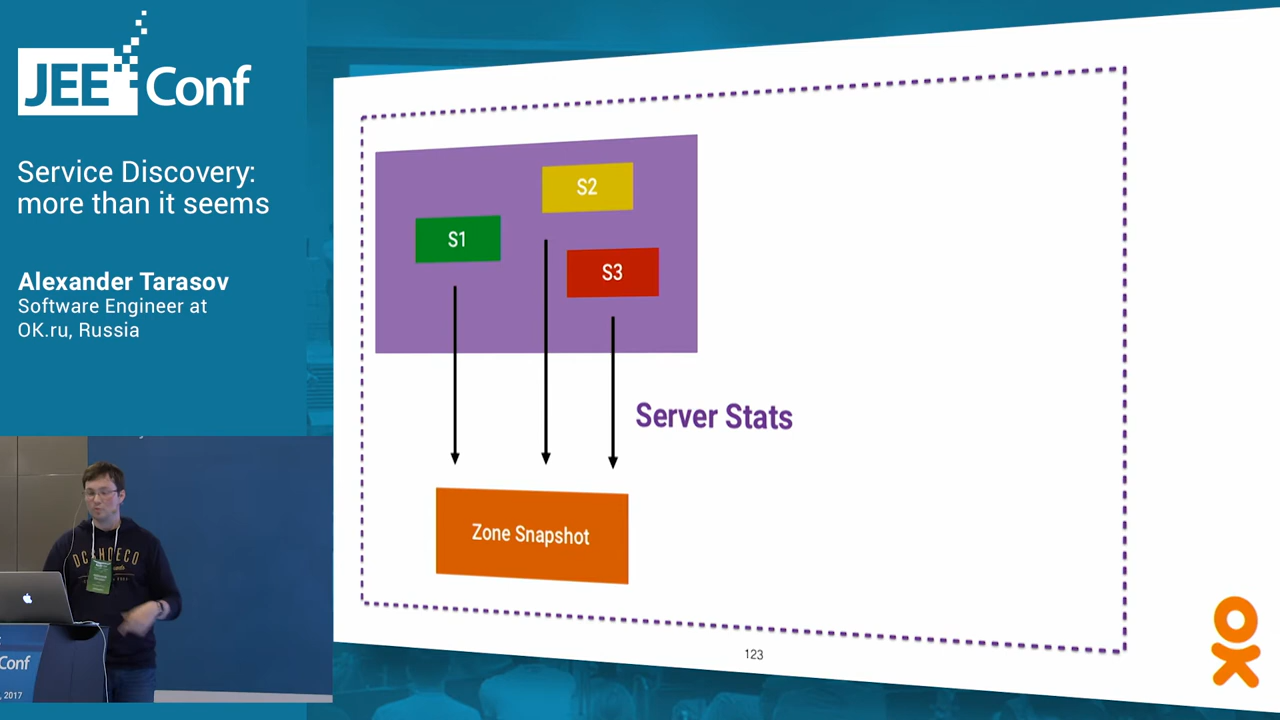 JEE Conf
Service Discovery:
more than it seems
Alexander Tarasov
Software Engineer at
OK.ru, Russia
S2
S1
S3
Server Stats
Zone Snapshot
123
Conf
, 2017